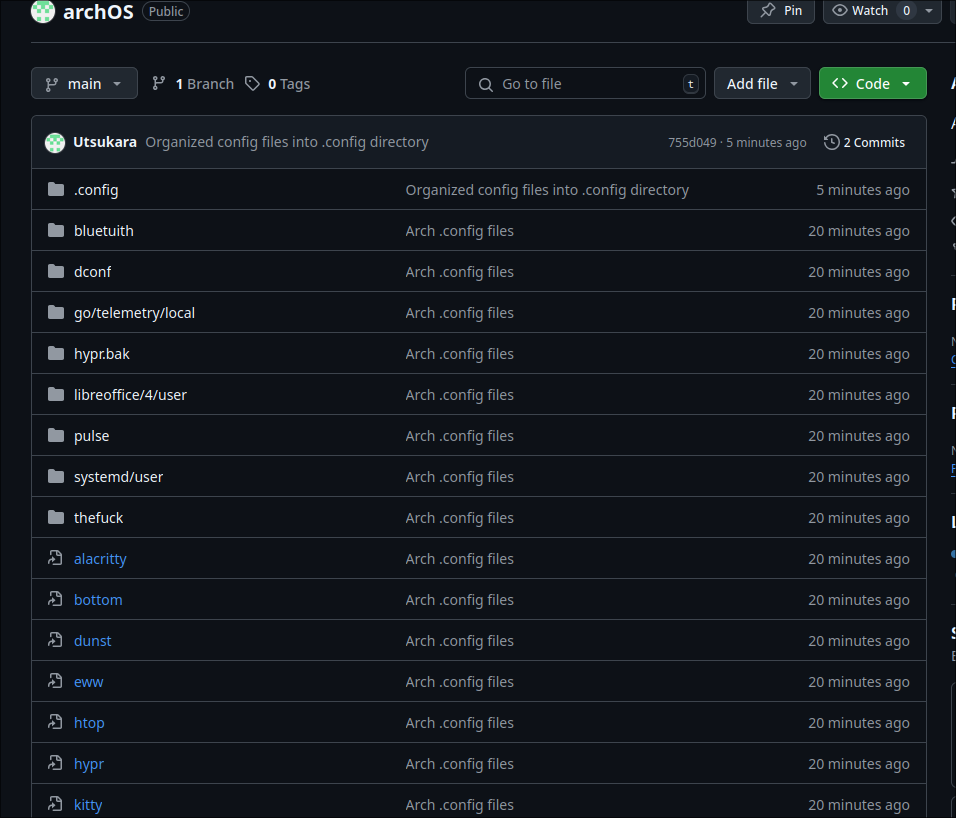 archOS Public Pin Watch 0
main 1 Branch 0 Tags Go to file t Add file Code
Utsukara Organized config files into .config directory 755d049 · 5 minutes ago 2 Commits
.config Organized config files into .config directory 5 minutes ago
bluetuith Arch .config files 20 minutes ago
dconf Arch .config files 20 minutes ago
go/telemetry/local Arch .config files 20 minutes ago
hypr.bak Arch .config files 20 minutes ago
libreoffice/4/user Arch .config files 20 minutes ago
pulse Arch .config files 20 minutes ago
systemd/user Arch .config files 20 minutes ago
thefuck Arch .config files 20 minutes ago
alacritty Arch .config files 20 minutes ago
bottom Arch .config files 20 minutes ago
dunst Arch .config files 20 minutes ago
eww Arch .config files 20 minutes ago
htop Arch .config files 20 minutes ago
hypr Arch .config files 20 minutes ago
kitty Arch .config files 20 minutes ago